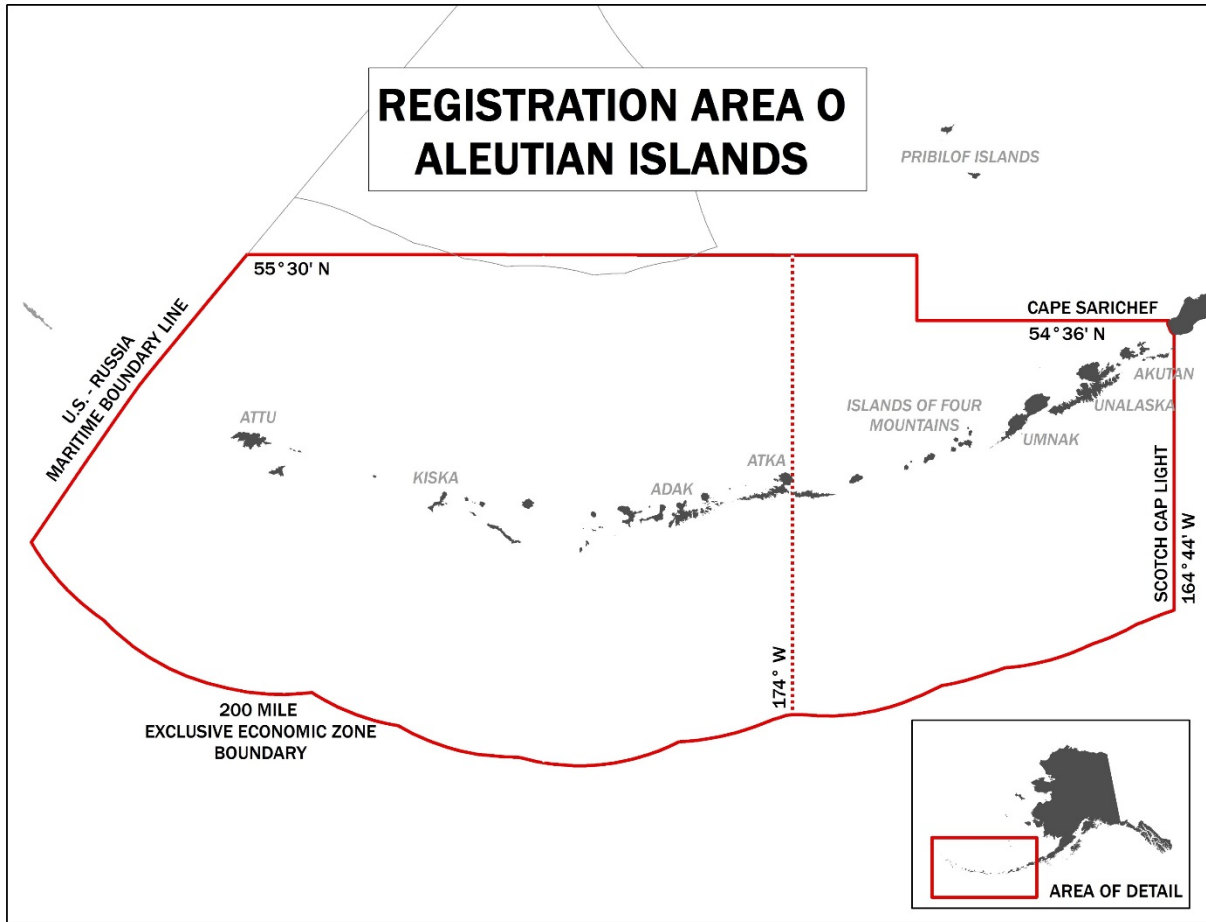 REGISTRATION AREA O
ALEUTIAN ISLANDS
PRIBILOF ISLANDS
55°30' N
CAPE SARICHEF
54°36' N
U.S. - RUSSIA
MARITIME BOUNDARY LINE
AKUTAN
UNALASKA
ISLANDS OF FOUR
MOUNTAINS
UMNAK
ATTU
KISKA
ADAK
ATKA
SCOTCH CAP LIGHT
164°44' W
174° W
200 MILE
EXCLUSIVE ECONOMIC ZONE
BOUNDARY
AREA OF DETAIL